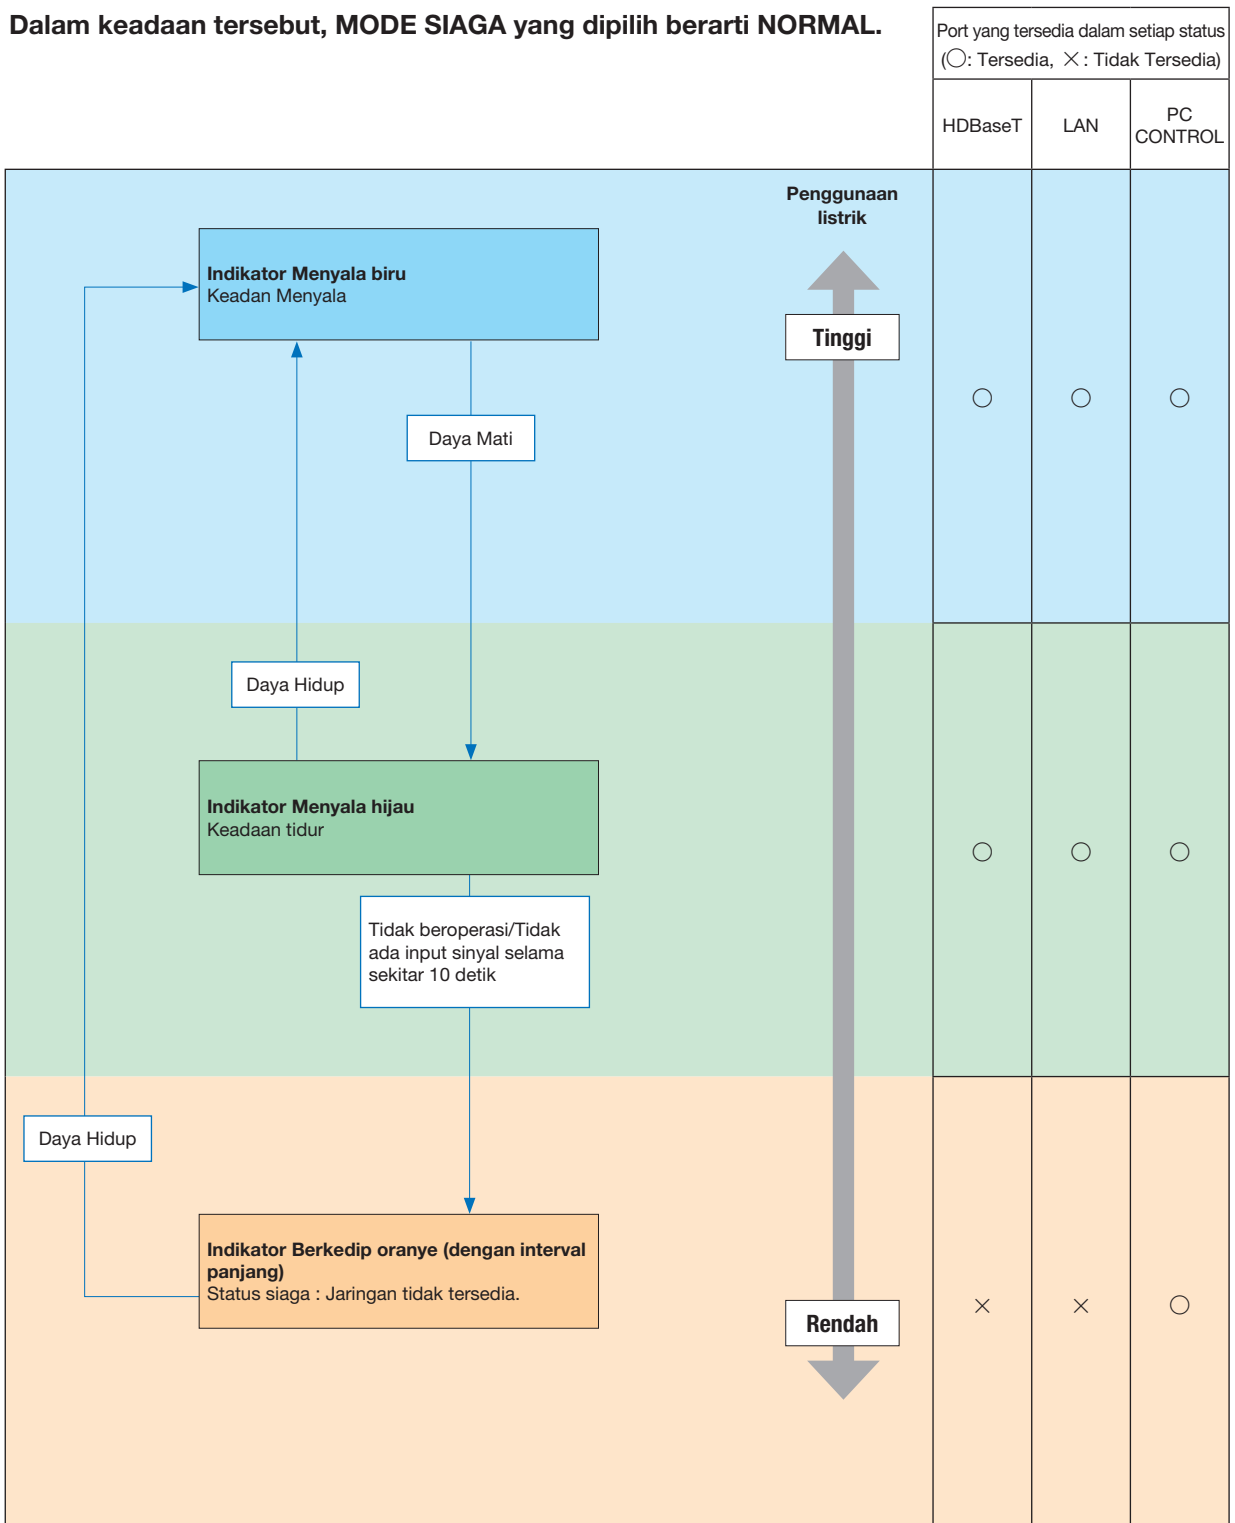 Dalam keadaan tersebut, MODE SIAGA yang dipilih berarti NORMAL.
Port yang tersedia dalam setiap status
(○: Tersedia, ×: Tidak Tersedia)
HDBaseT
LAN
PC
CONTROL
Penggunaan
listrik
Indikator Menyala biru
Keadan Menyala
Tinggi
○ ○ ○
Daya Mati
Daya Hidup
Indikator Menyala hijau
Keadaan tidur
○ ○ ○
Tidak beroperasi/Tidak
ada input sinyal selama
sekitar 10 detik
Daya Hidup
Indikator Berkedip oranye (dengan interval
panjang)
Status siaga : Jaringan tidak tersedia.
Rendah
× × ○